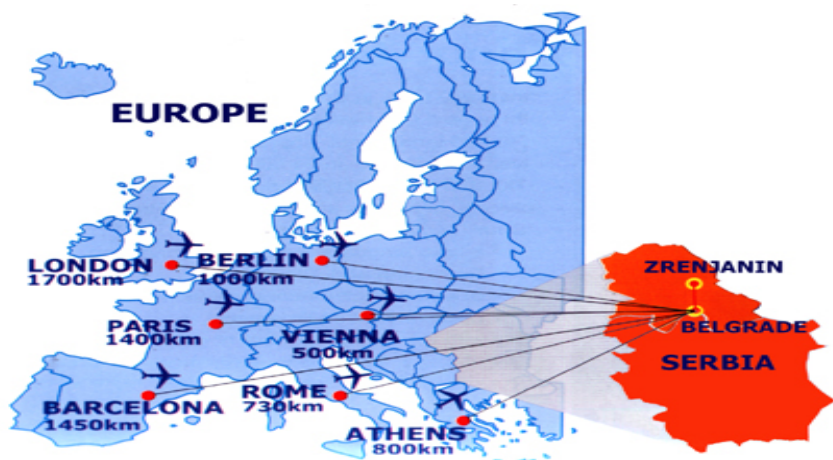 EUROPE
LONDON
1700km
BERLIN
1000km
PARIS
1400km
VIENNA
500km
BARCELONA
1450km
ROME
730km
ATHENS
800km
ZRENJANIN
BELGRADE
SERBIA